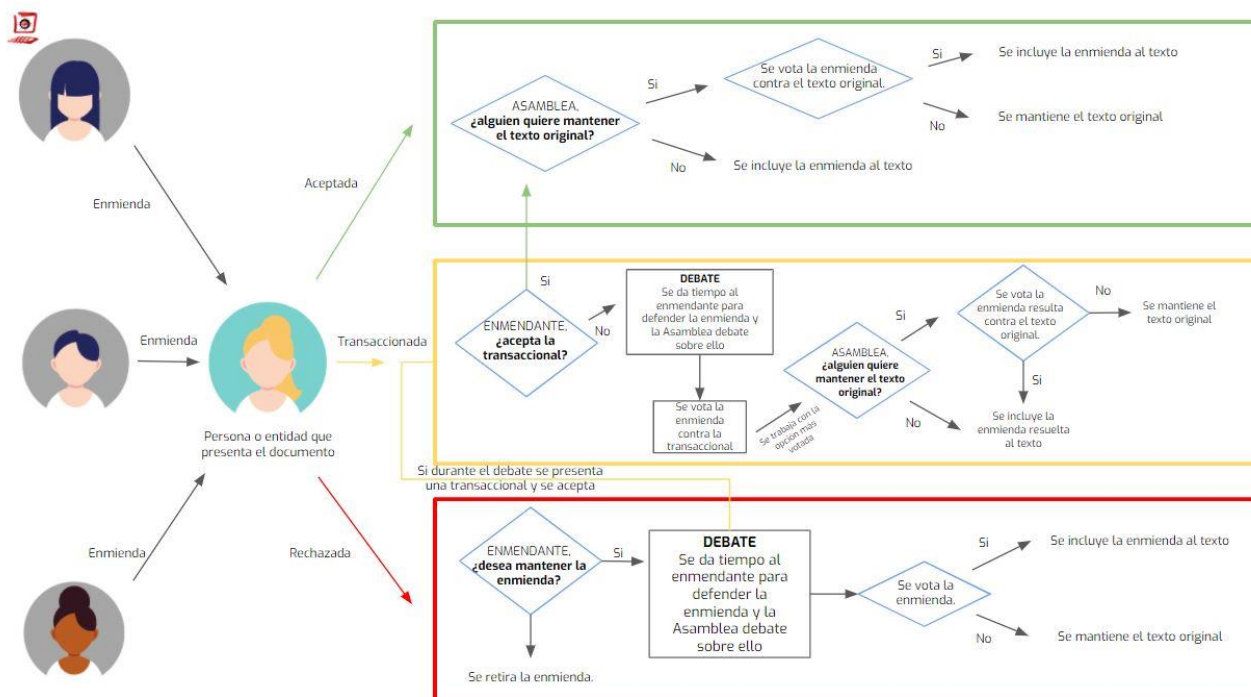 Enmienda
Enmienda
Enmienda
Persona o entidad que
presenta el documento
Aceptada
Transaccionada
Rechazada
ASAMBLEA,
¿alguien quiere mantener
el texto original?
Si
No
Se vota la enmienda
contra el texto original.
Si
Se incluye la enmienda al texto
No
Se mantiene el texto original
Se incluye la enmienda al texto
Si
ENMENDANTE,
¿acepta la
transaccional?
No
DEBATE
Se da tiempo al
enmendante para
defender la enmienda y
la Asamblea debate
sobre ello
Se vota la
enmienda
contra la
transaccional
Se trabaja con la
opción más
votada
ASAMBLEA,
¿alguien quiere
mantener el texto
original?
Si
No
Se vota la
enmienda resulta
contra el texto
original.
No
Se mantiene el
texto original
Si
Se incluye la
enmienda resuelta
al texto
Si durante el debate se presenta
una transaccional y se acepta
ENMENDANTE,
¿desea mantener la
enmienda?
Si
Se retira la enmienda.
DEBATE
Se da tiempo al
enmendante para
defender la
enmienda y la
Asamblea debate
sobre ello
Se vota la
enmienda.
Si
Se incluye la enmienda al texto
No
Se mantiene el texto original